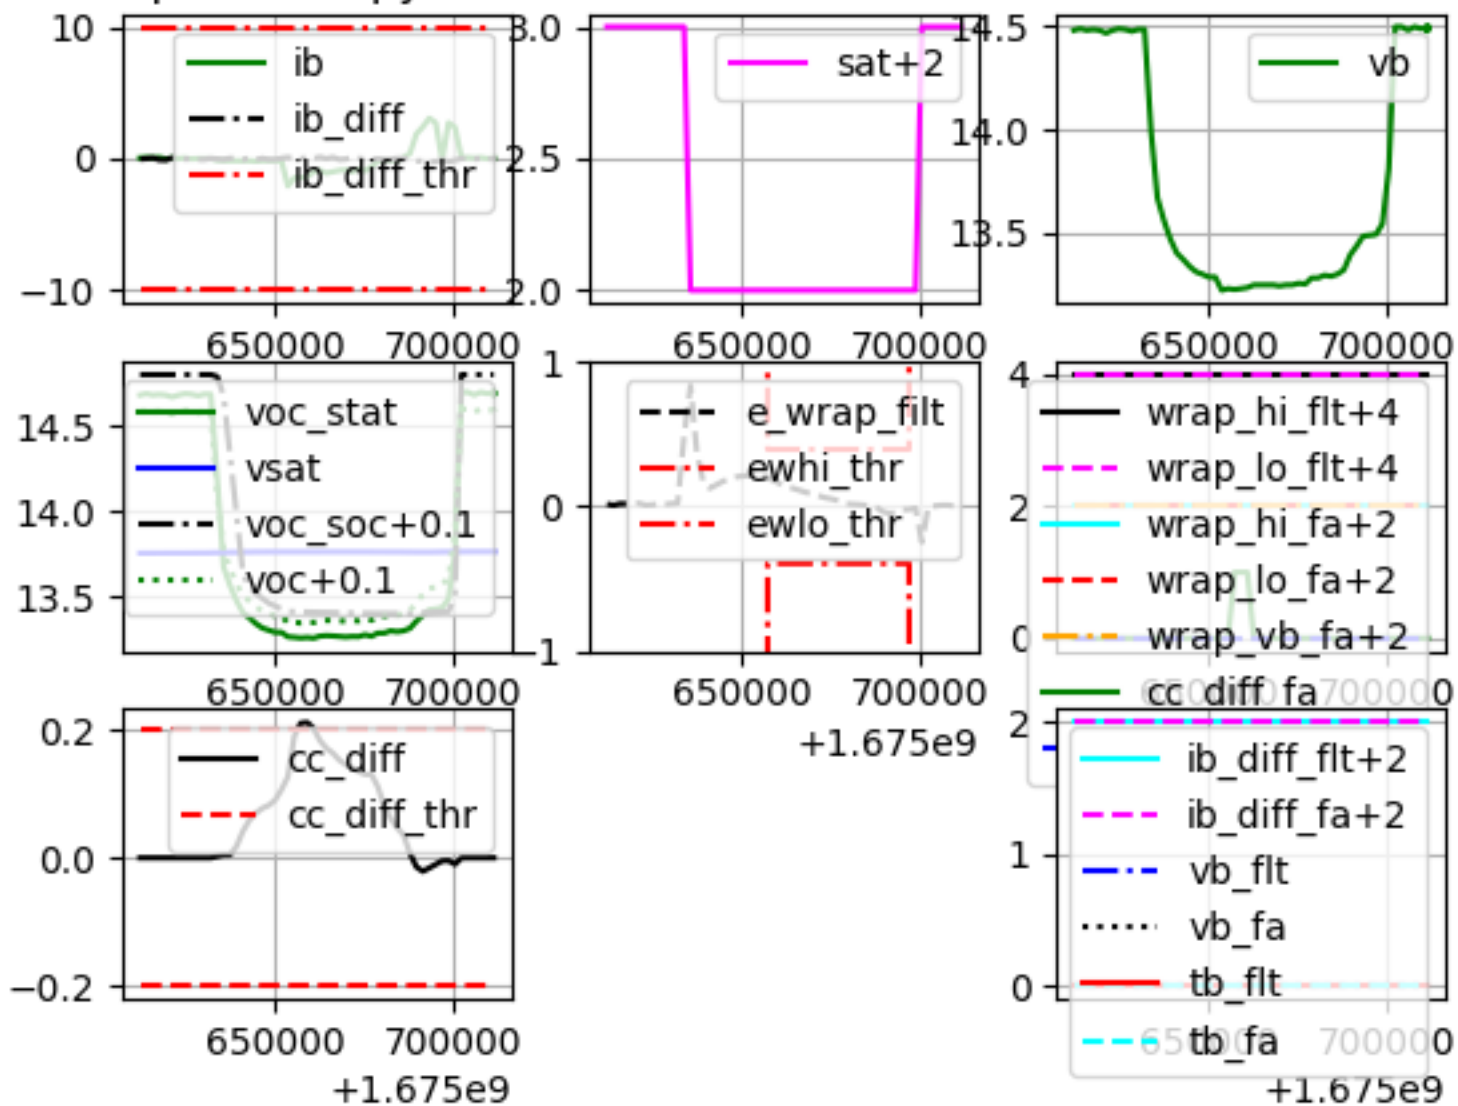 10
0
−10
ib
ib_diff
ib_diff_thr
650000 700000
3.0
2.5
2.0
sat+2
650000 700000
14.5
14.0
13.5
vb
650000 700000
14.5
14.0
13.5
voc_stat
vsat
voc_soc+0.1
voc+0.1
650000 700000
1
0
−1
e_wrap_filt
ewhi_thr
ewlo_thr
650000 700000
+1.675e9
4
2
0
wrap_hi_flt+4
wrap_lo_flt+4
wrap_hi_fa+2
wrap_lo_fa+2
wrap_vb_fa+2
cc_diff_fa
650000 700000
0.2
0.0
−0.2
cc_diff
cc_diff_thr
650000 700000
+1.675e9
2
1
0
ib_diff_flt+2
ib_diff_fa+2
vb_flt
vb_fa
tb_flt
tb_fa
650000 700000
+1.675e9